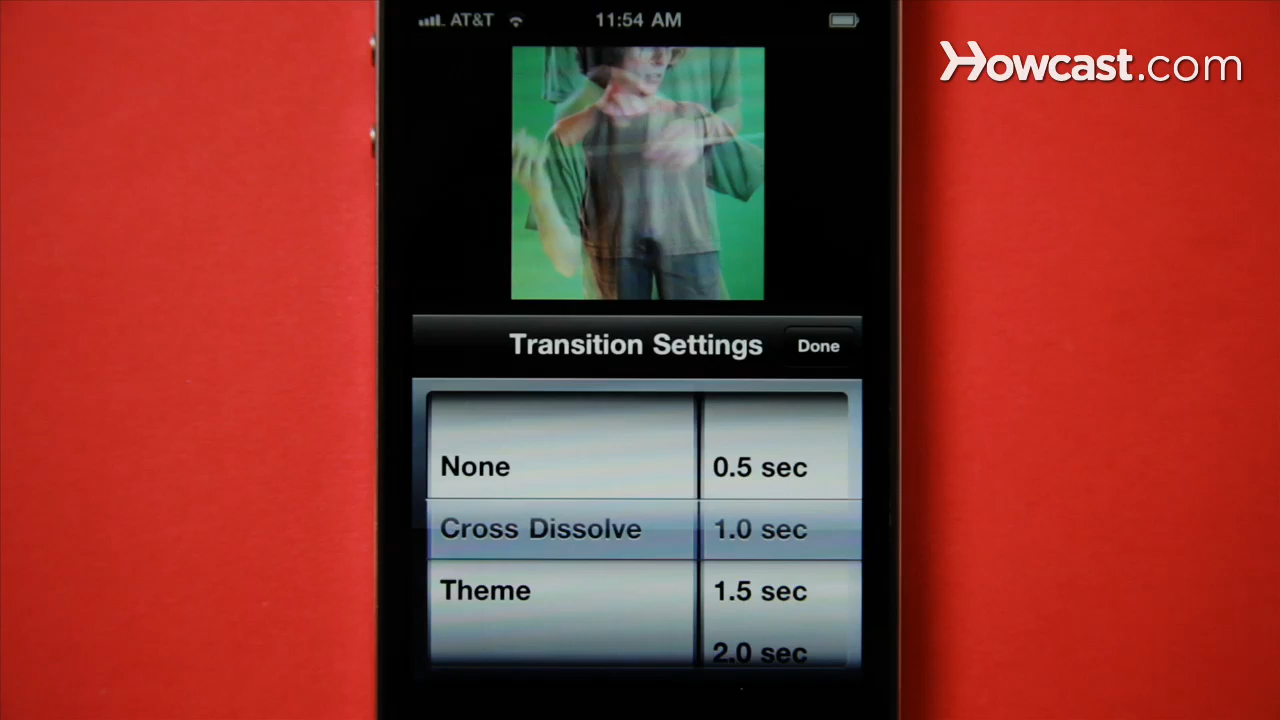 AT&T 11:54 AM
Howcast.com
Transition Settings Done
None 0.5 sec
Cross Dissolve 1.0 sec
Theme 1.5 sec
2.0 sec